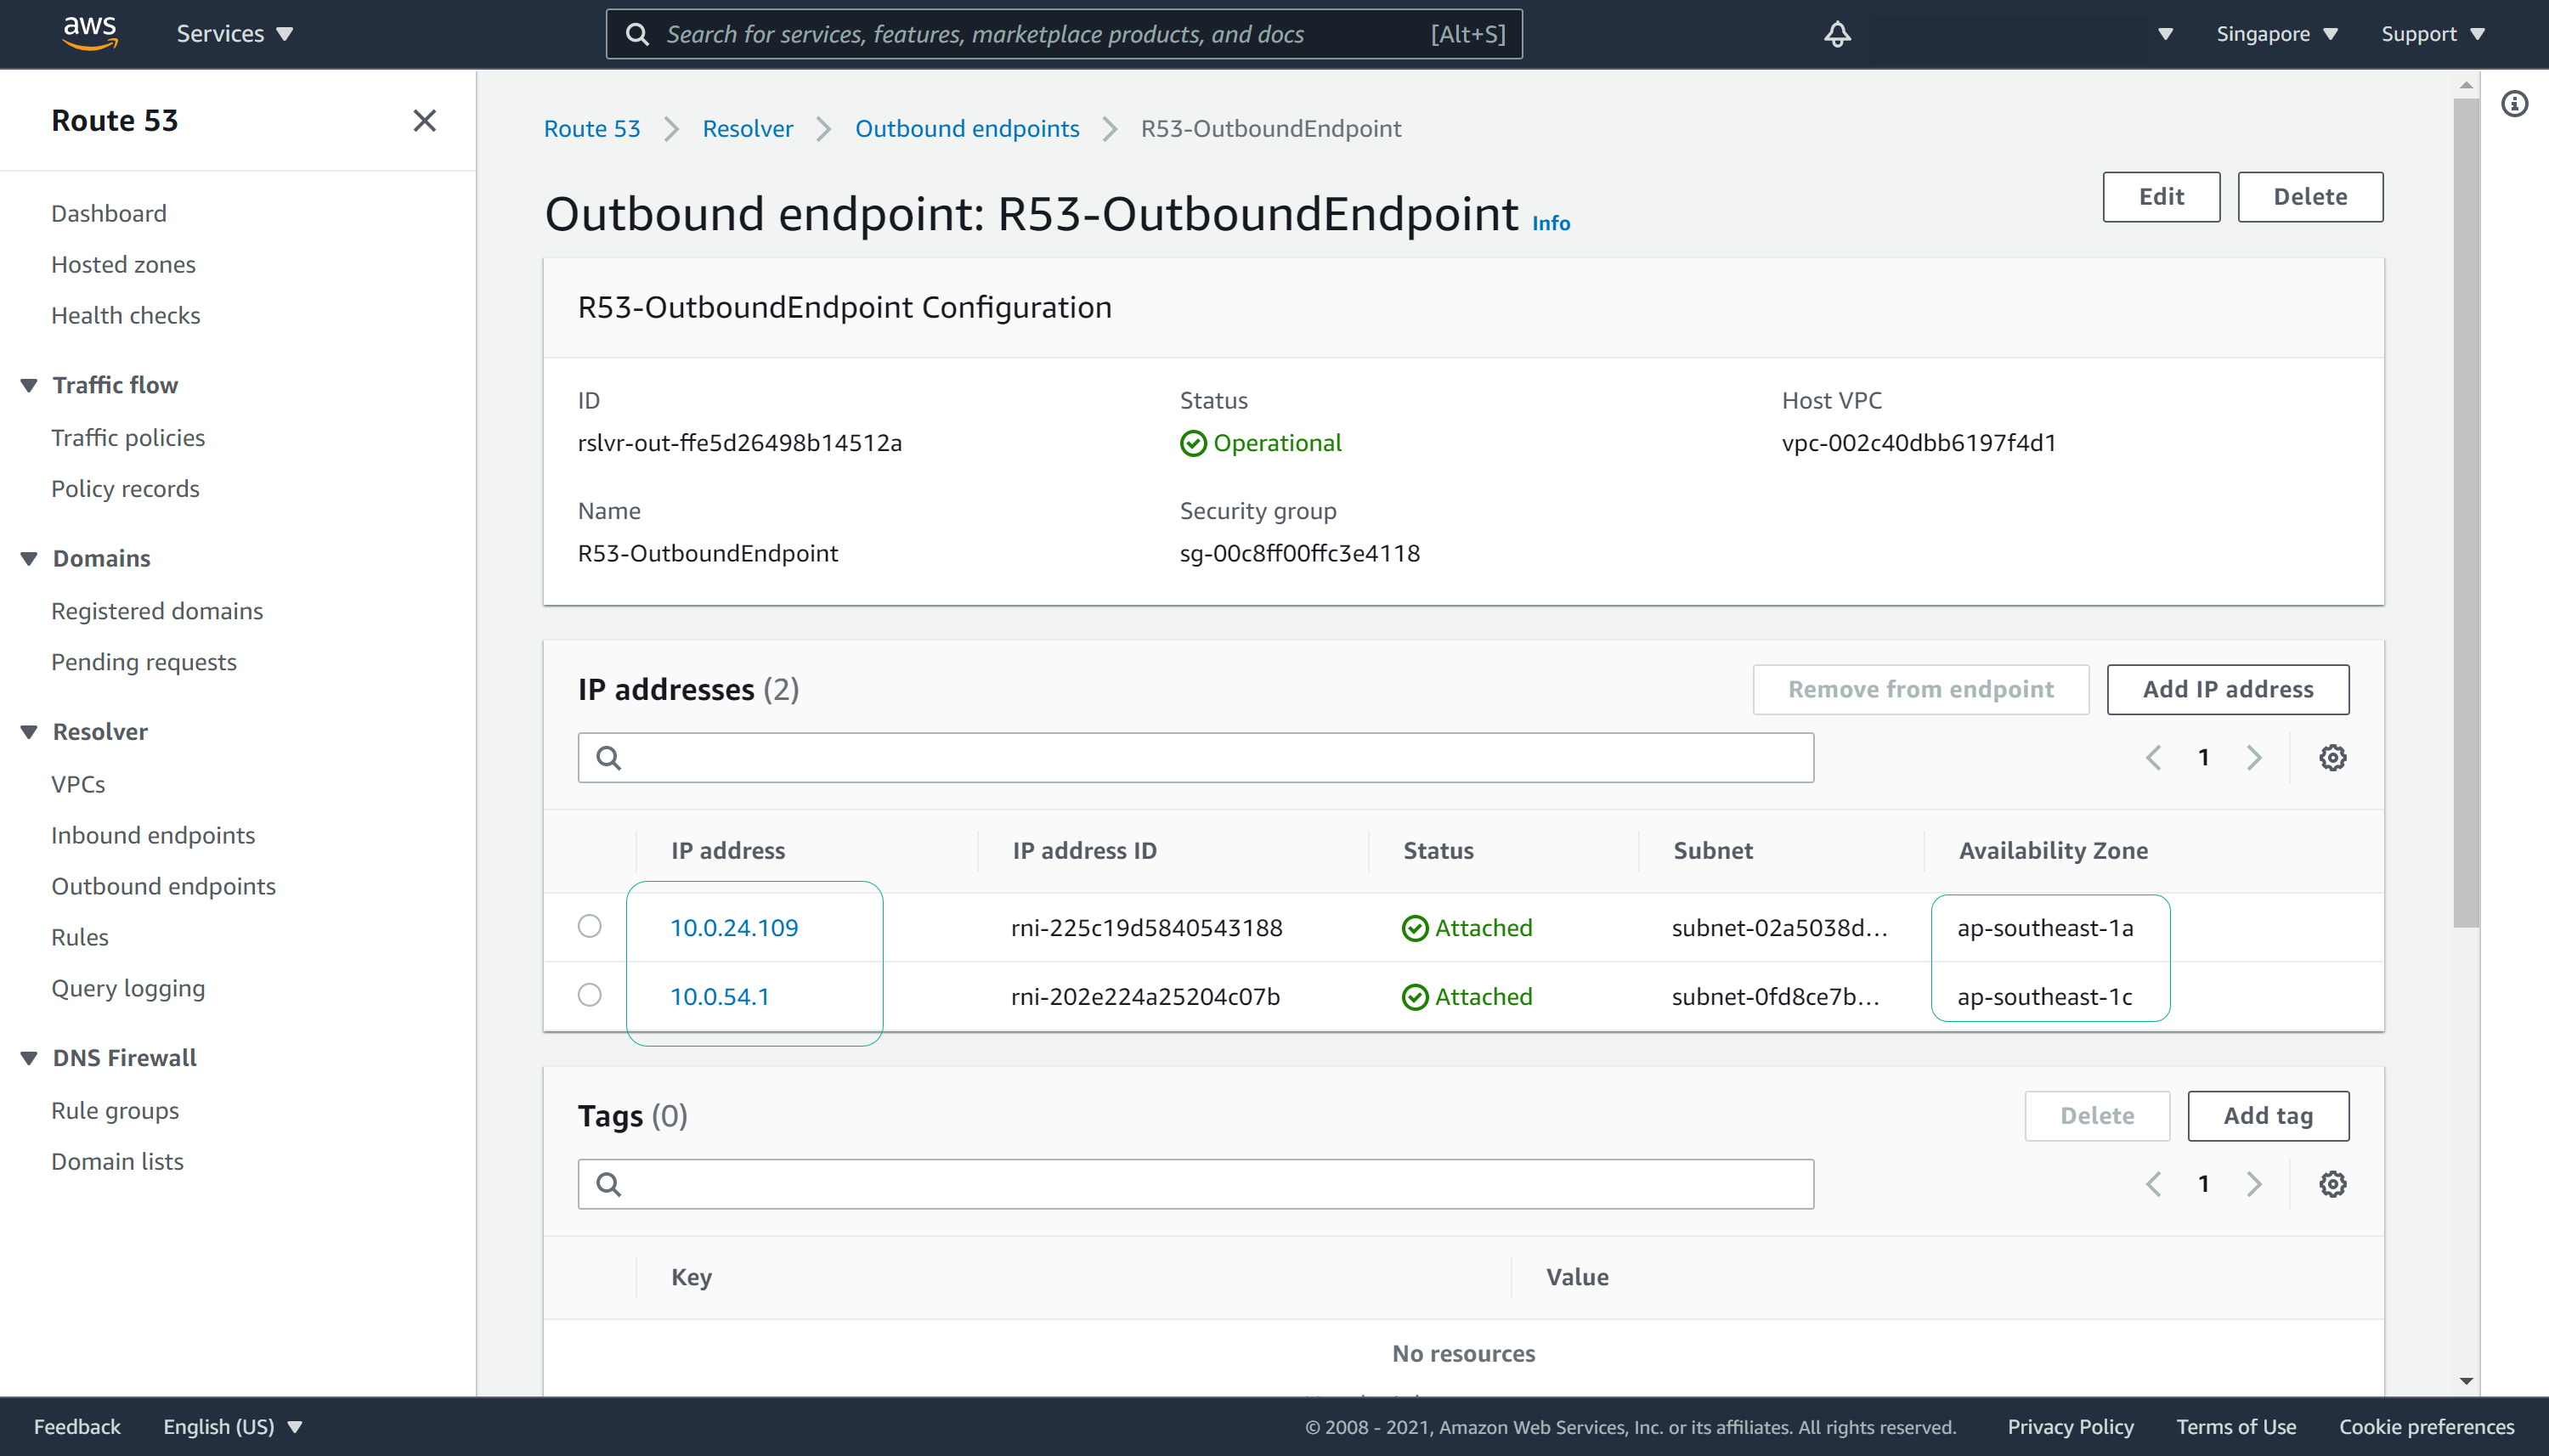 aws
Services
Search for services, features, marketplace products, and docs [Alt+S]
Singapore
Support
Route 53
Dashboard
Hosted zones
Health checks
Traffic flow
Traffic policies
Policy records
Domains
Registered domains
Pending requests
Resolver
VPCs
Inbound endpoints
Outbound endpoints
Rules
Query logging
DNS Firewall
Rule groups
Domain lists
Route 53 Resolver Outbound endpoints R53-OutboundEndpoint
Outbound endpoint: R53-OutboundEndpoint Info
Edit
Delete
R53-OutboundEndpoint Configuration
ID
rslvr-out-ffe5d26498b14512a
Status
Operational
Host VPC
vpc-002c40dbb6197f4d1
Name
R53-OutboundEndpoint
Security group
sg-00c8ff00ffc3e4118
IP addresses (2)
Remove from endpoint
Add IP address
1
IP address IP address ID Status Subnet Availability Zone
10.0.24.109 rni-225c19d5840543188 Attached subnet-02a5038d... ap-southeast-1a
10.0.54.1 rni-202e224a25204c07b Attached subnet-0fd8ce7b... ap-southeast-1c
Tags (0)
Delete
Add tag
1
Key Value
No resources
Feedback
English (US)
© 2008 - 2021, Amazon Web Services, Inc. or its affiliates. All rights reserved.
Privacy Policy
Terms of Use
Cookie preferences